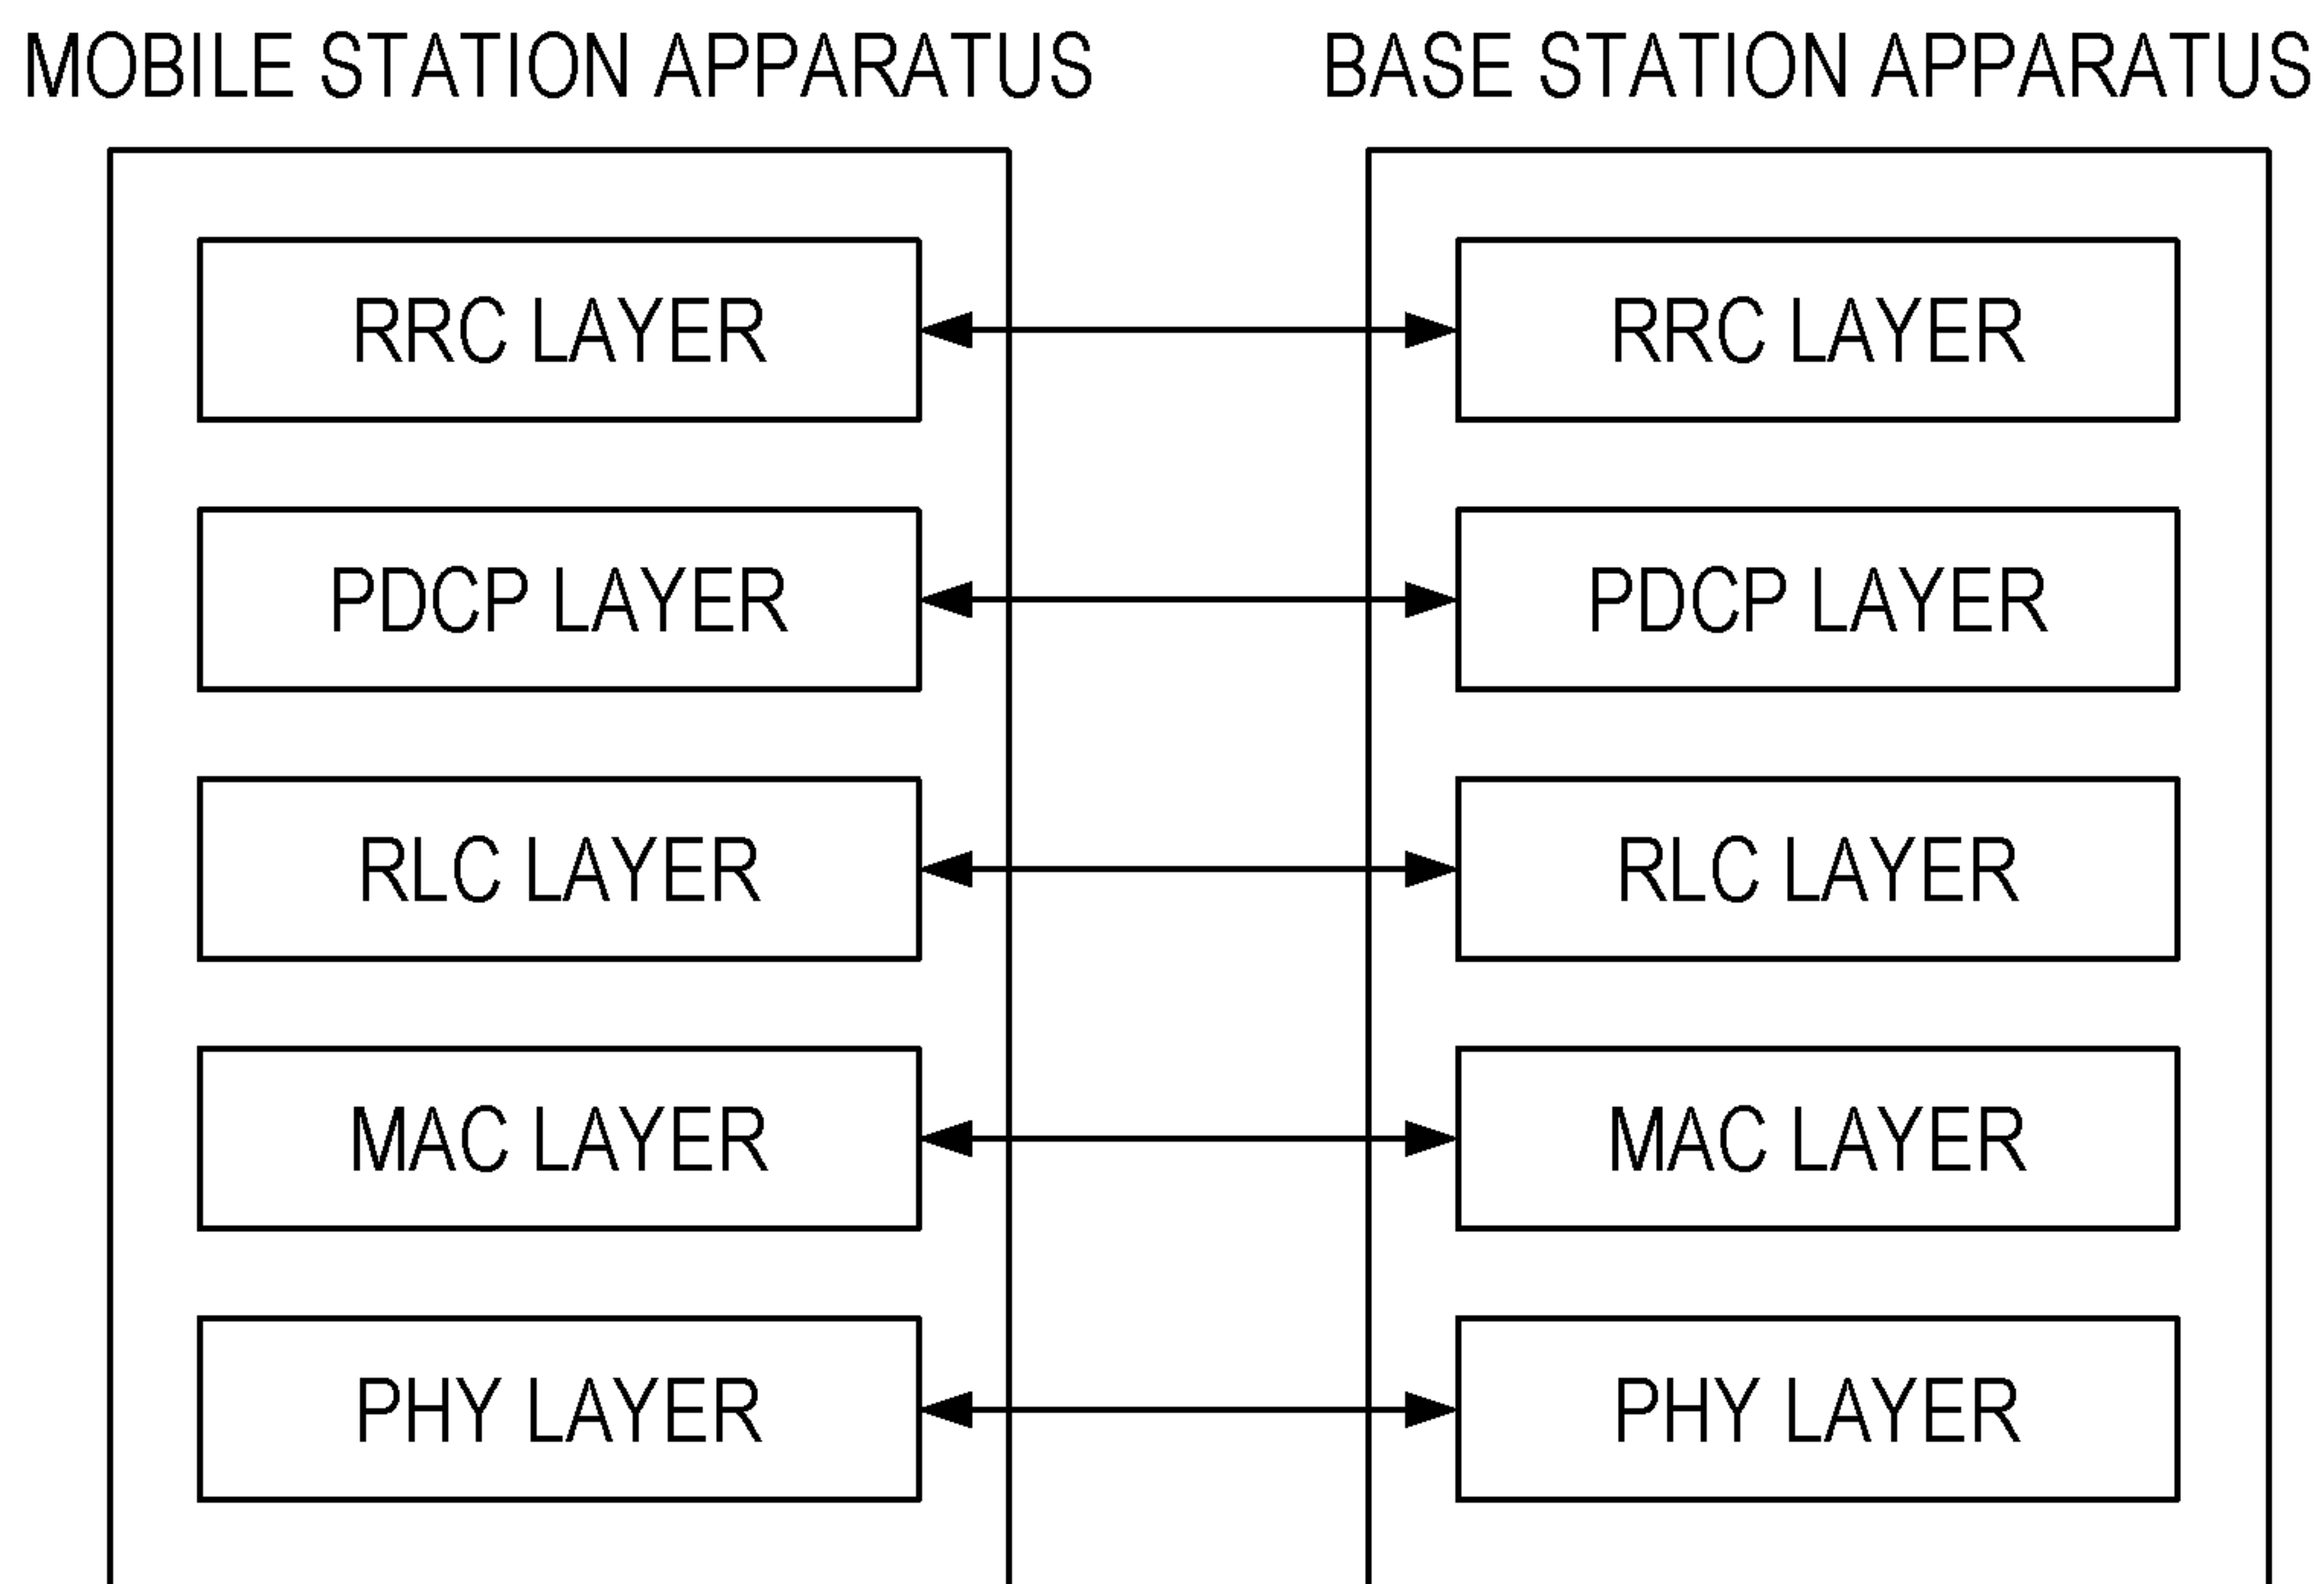 MOBILE STATION APPARATUS
BASE STATION APPARATUS
RRC LAYER
RRC LAYER
PDCP LAYER
PDCP LAYER
RLC LAYER
RLC LAYER
MAC LAYER
MAC LAYER
PHY LAYER
PHY LAYER